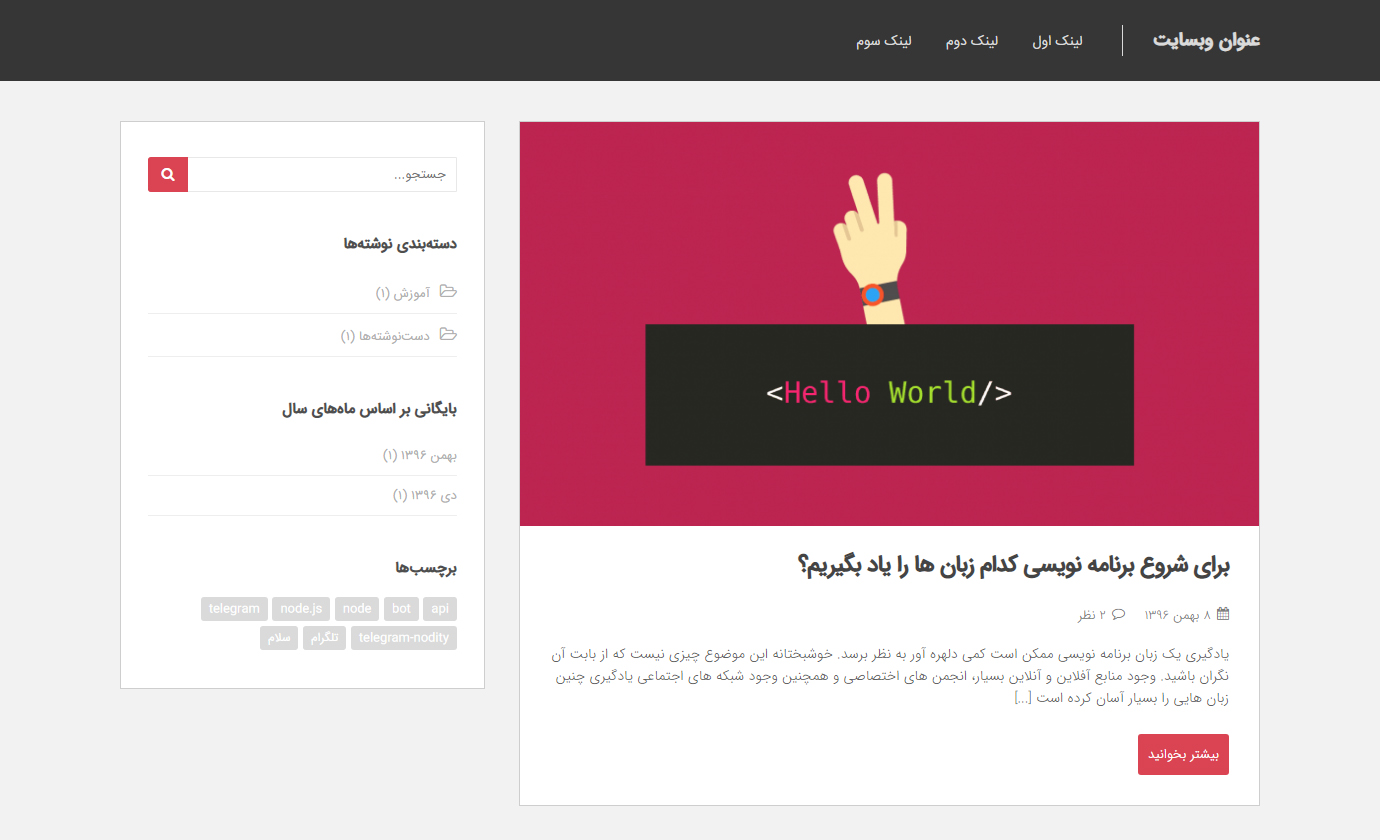 عنوان وبسایت
لینک اول
لینک دوم
لینک سوم
<Hello World/>
برای شروع برنامه نویسی کدام زبان ها را یاد بگیریم؟
۸ بهمن ۱۳۹۶
۲ نظر
یادگیری یک زبان برنامه نویسی ممکن است کمی دلهره آور به نظر برسد. خوشبختانه این موضوع چیزی نیست که از بابت آن
نگران باشید. وجود منابع آفلاین و آنلاین بسیار، انجمن های اختصاصی و همچنین وجود شبکه های اجتماعی یادگیری چنین
زبان هایی را بسیار آسان کرده است [...]
بیشتر بخوانید
جستجو...
دسته‌بندی نوشته‌ها
آموزش (۱)
دست‌نوشته‌ها (۱)
بایگانی بر اساس ماه‌های سال
بهمن ۱۳۹۶ (۱)
دی ۱۳۹۶ (۱)
برچسب‌ها
api bot node node.js telegram
telegram-nodity تلگرام سلام